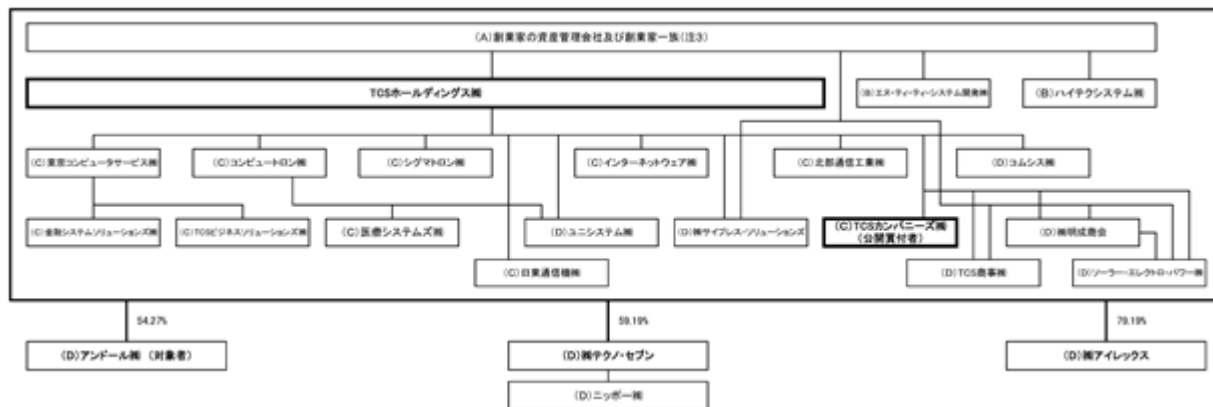 (A)創業家の資産管理会社及び創業家一族(注3)
TCSホールディングス㈱
(B)エヌ・ティ・ティ・システム開発㈱
(B)ハイテクシステム㈱
(C)東京コンピュータサービス㈱
(C)コンピュートロン㈱
(C)シグマトロン㈱
(C)インターネットウェア㈱
(C)北部通信工業㈱
(D)コムシス㈱
(C)金融システムソリューションズ㈱
(C)TCSビジネスソリューションズ㈱
(C)医療システムズ㈱
(D)ユニシステム㈱
(D)㈱サイプレス・ソリューションズ
(C)TCSカンパニーズ㈱
(公開買付者)
(D)㈱明成商会
(C)日東通信機㈱
(D)TCS商事㈱
(D)ソーラー・エレクトロ・パワー㈱
54.27%
59.19%
79.19%
(D)アンドール㈱ (対象者)
(D)㈱テクノ・セブン
(D)㈱アイレックス
(D)ニッポー㈱